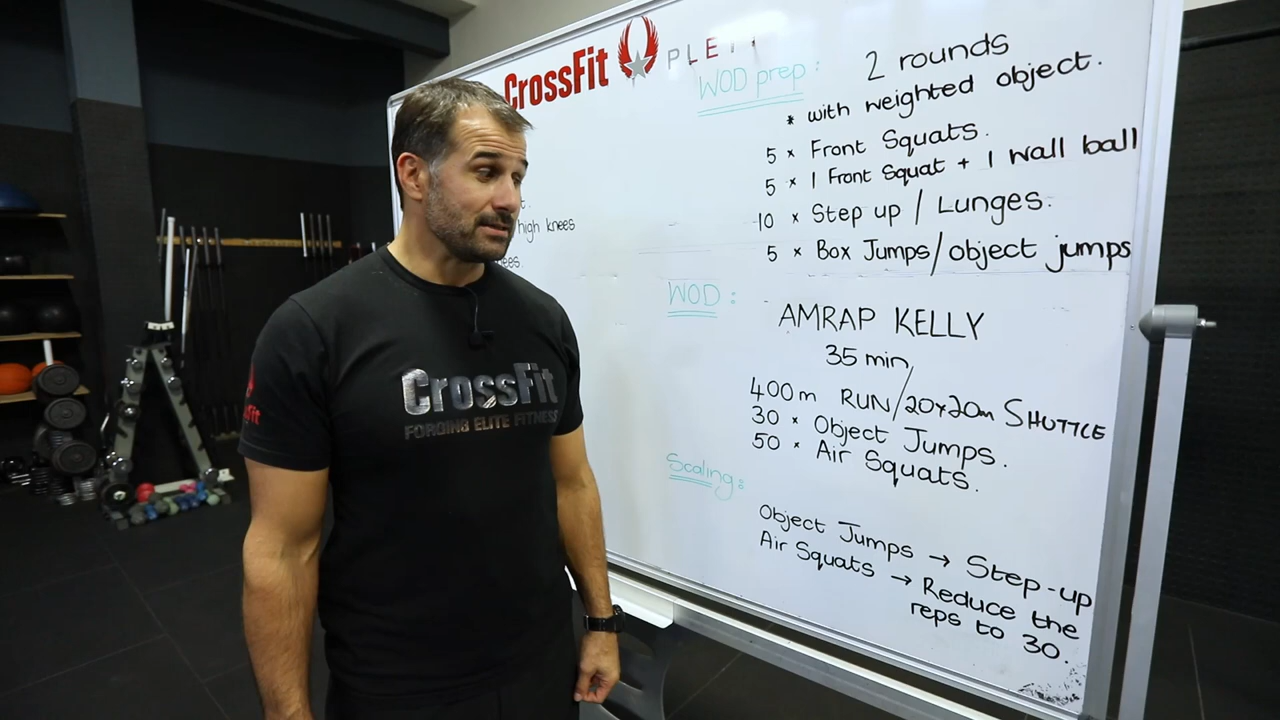 CrossFit PLETT
WOD prep:
2 rounds
* with weighted object.
5 x Front Squats.
5 x 1 Front Squat + 1 wall ball
10 x Step up / Lunges.
5 x Box Jumps/object jumps
high knees
WOD:
AMRAP KELLY
35 min
400m RUN/20x20m SHUTTLE
30 x Object Jumps.
50 x Air Squats.
Scaling:
Object Jumps → Step-up
Air Squats → Reduce the
reps to 30.
CrossFit
FORGING ELITE FITNESS